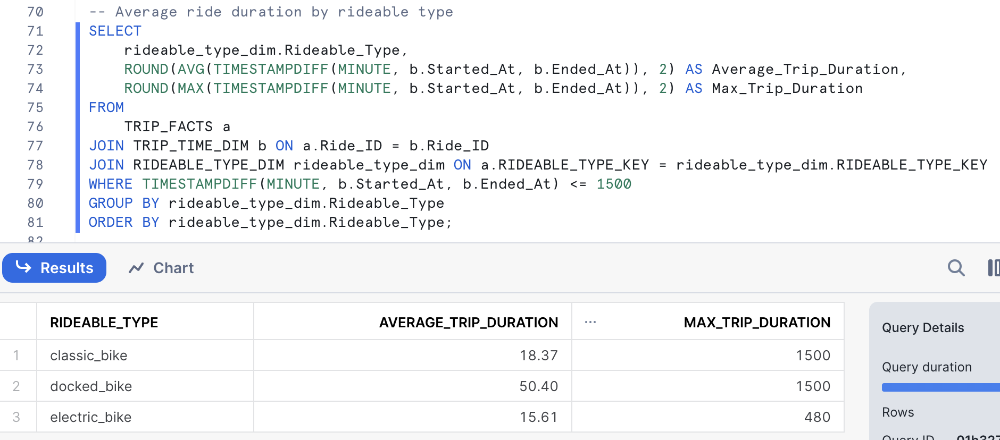 70 -- Average ride duration by rideable type
71 SELECT
72 rideable_type_dim.Rideable_Type,
73 ROUND(AVG(TIMESTAMPDIFF(MINUTE, b.Started_At, b.Ended_At)), 2) AS Average_Trip_Duration,
74 ROUND(MAX(TIMESTAMPDIFF(MINUTE, b.Started_At, b.Ended_At)), 2) AS Max_Trip_Duration
75 FROM
76 TRIP_FACTS a
77 JOIN TRIP_TIME_DIM b ON a.Ride_ID = b.Ride_ID
78 JOIN RIDEABLE_TYPE_DIM rideable_type_dim ON a.RIDEABLE_TYPE_KEY = rideable_type_dim.RIDEABLE_TYPE_KEY
79 WHERE TIMESTAMPDIFF(MINUTE, b.Started_At, b.Ended_At) <= 1500
80 GROUP BY rideable_type_dim.Rideable_Type
81 ORDER BY rideable_type_dim.Rideable_Type;
82
Results Chart
RIDEABLE_TYPE AVERAGE_TRIP_DURATION ... MAX_TRIP_DURATION
1 classic_bike 18.37 1500
2 docked_bike 50.40 1500
3 electric_bike 15.61 480
Query Details
Query duration
Rows
Query ID 01b327